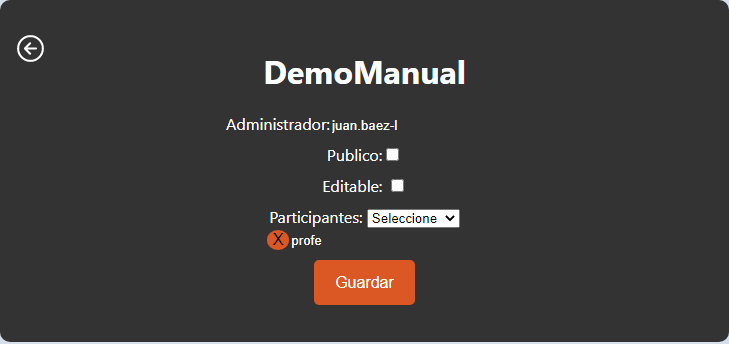 DemoManual
Administrador: juan.baez-l
Publico:
Editable:
Participantes: Seleccione
X profe
Guardar